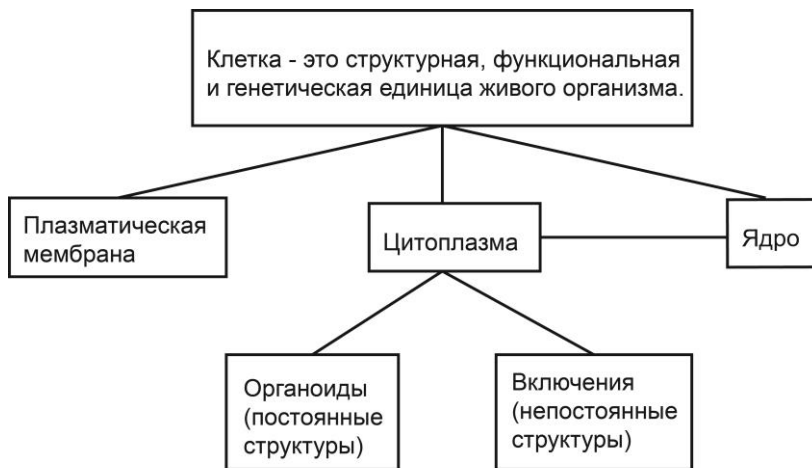 Клетка - это структурная, функциональная
и генетическая единица живого организма.
Плазматическая
мембрана
Цитоплазма
Ядро
Органоиды
(постоянные
структуры)
Включения
(непостоянные
структуры)